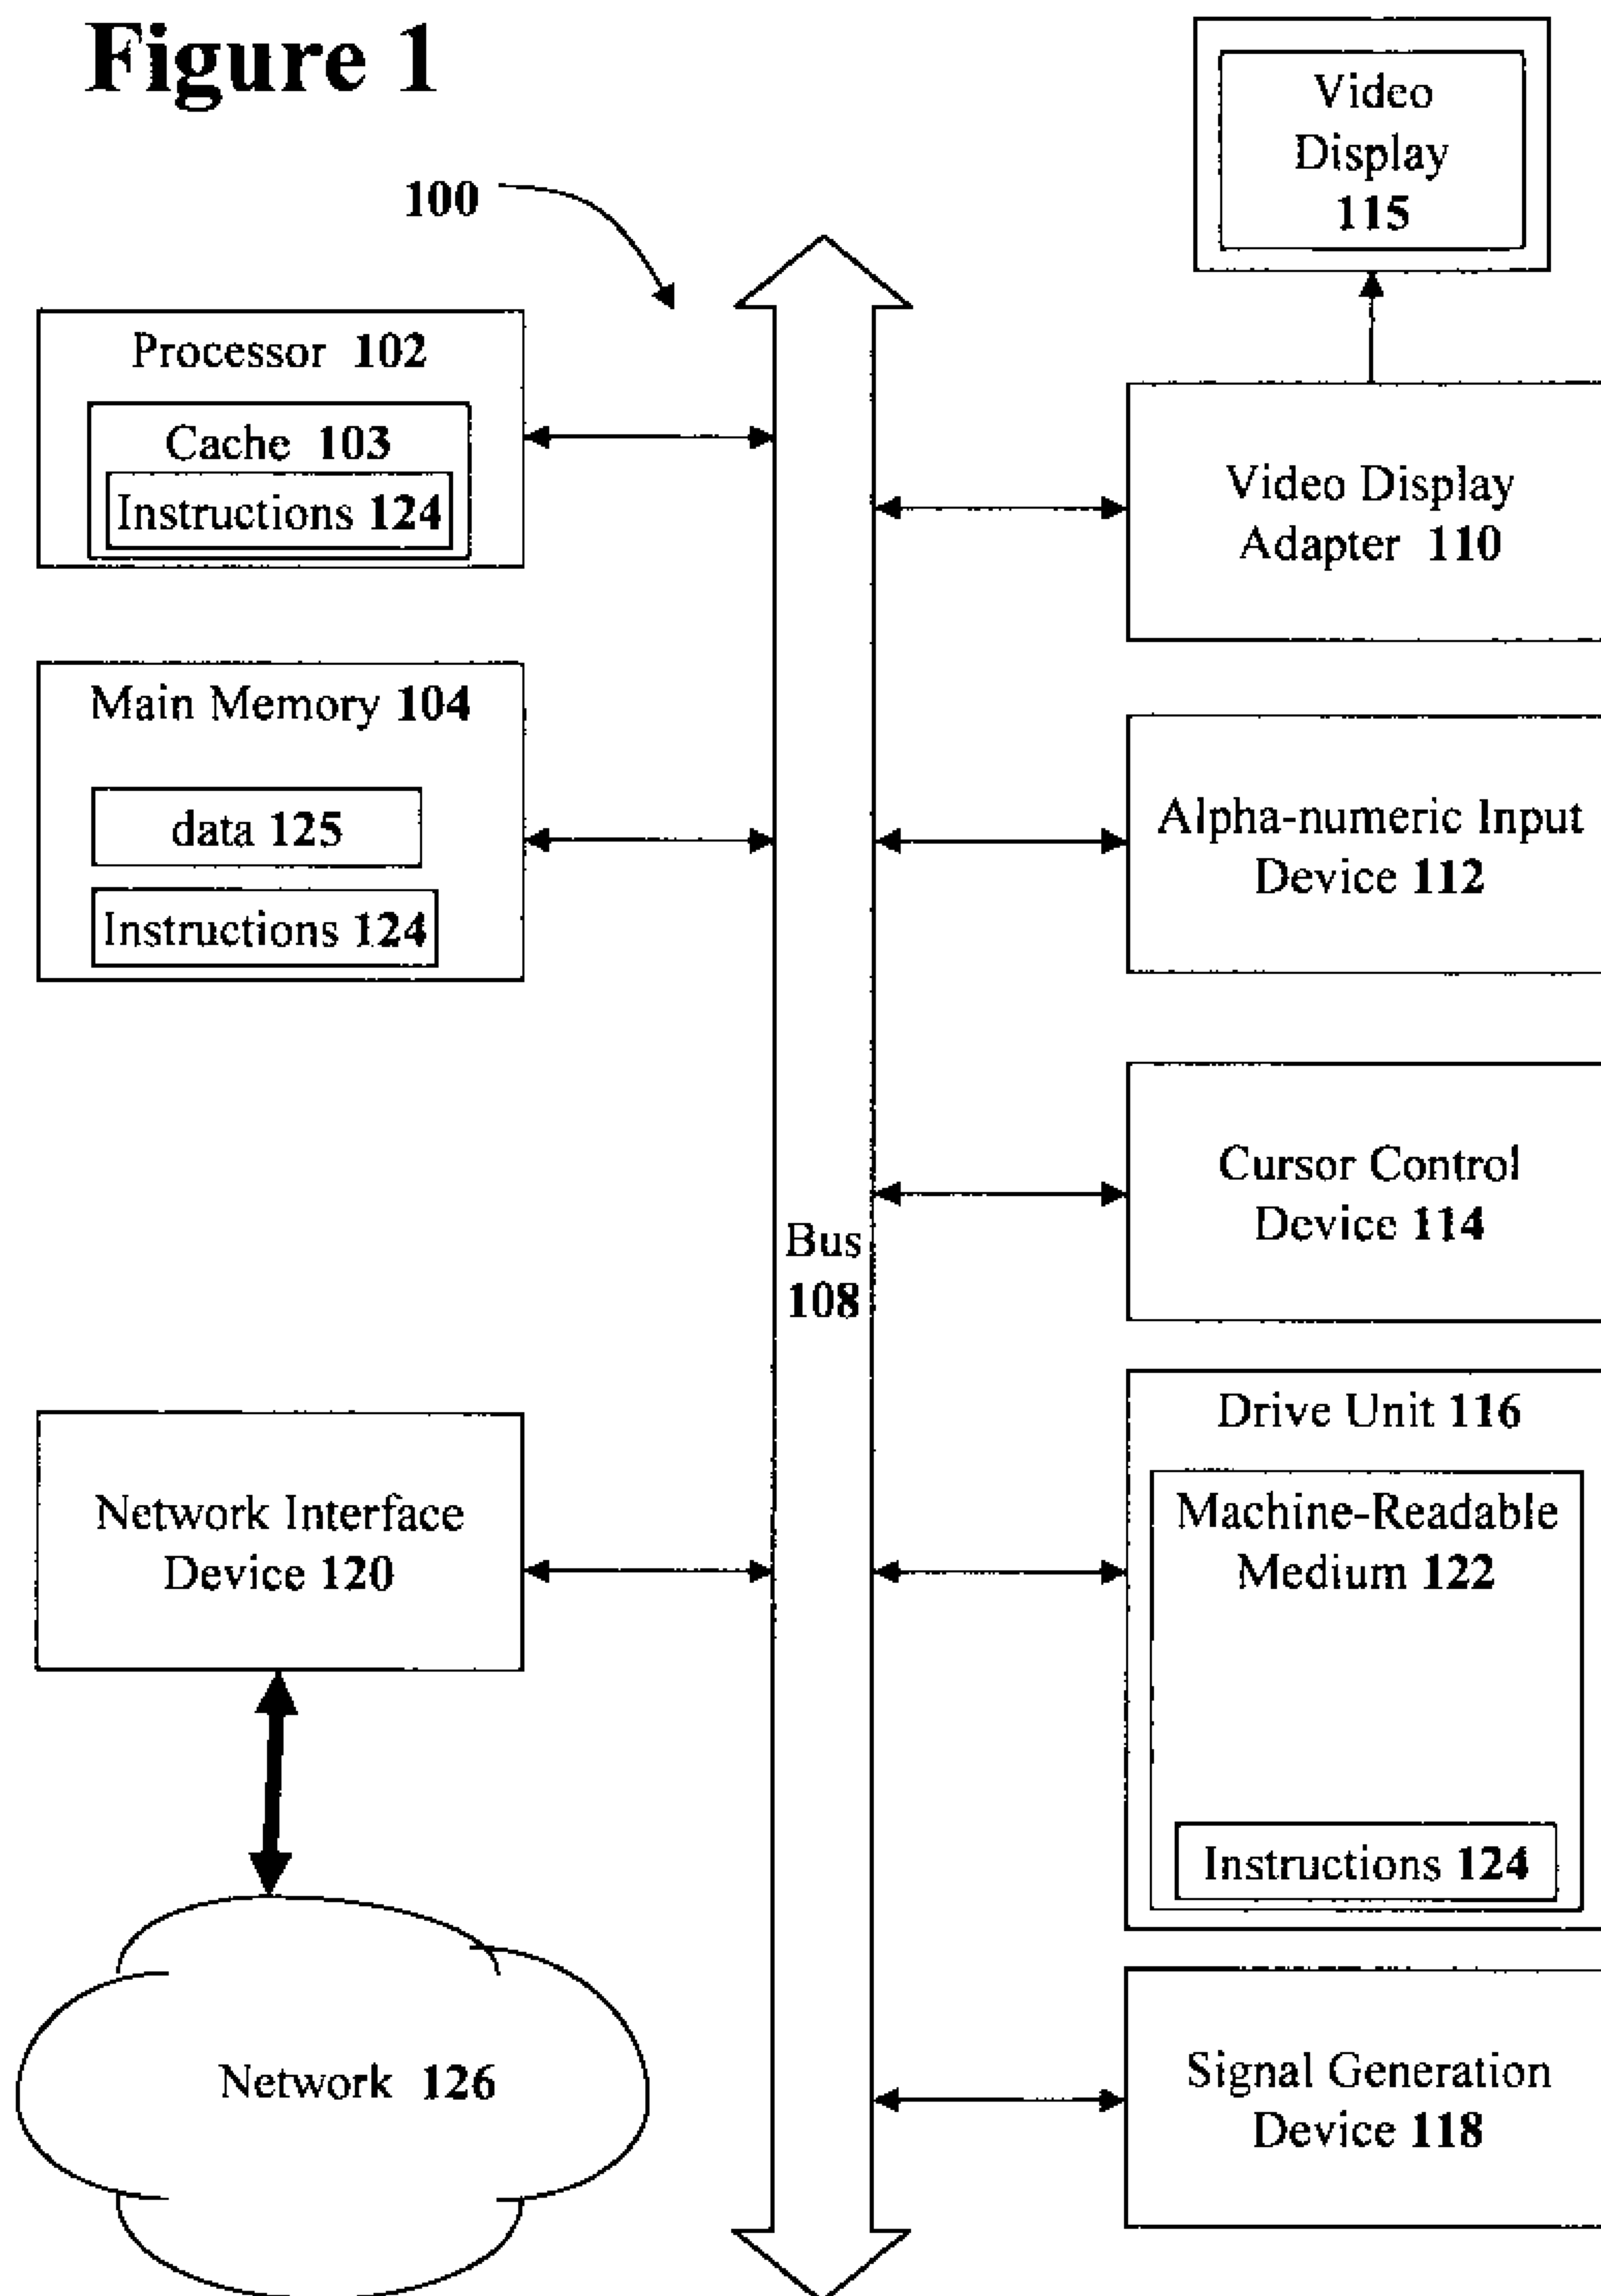 Figure 1
100
Video
Display
115
Processor 102
Cache 103
Instructions 124
Video Display
Adapter 110
Main Memory 104
data 125
Instructions 124
Alpha-numeric Input
Device 112
Cursor Control
Device 114
Bus
108
Network Interface
Device 120
Drive Unit 116
Machine-Readable
Medium 122
Instructions 124
Network 126
Signal Generation
Device 118